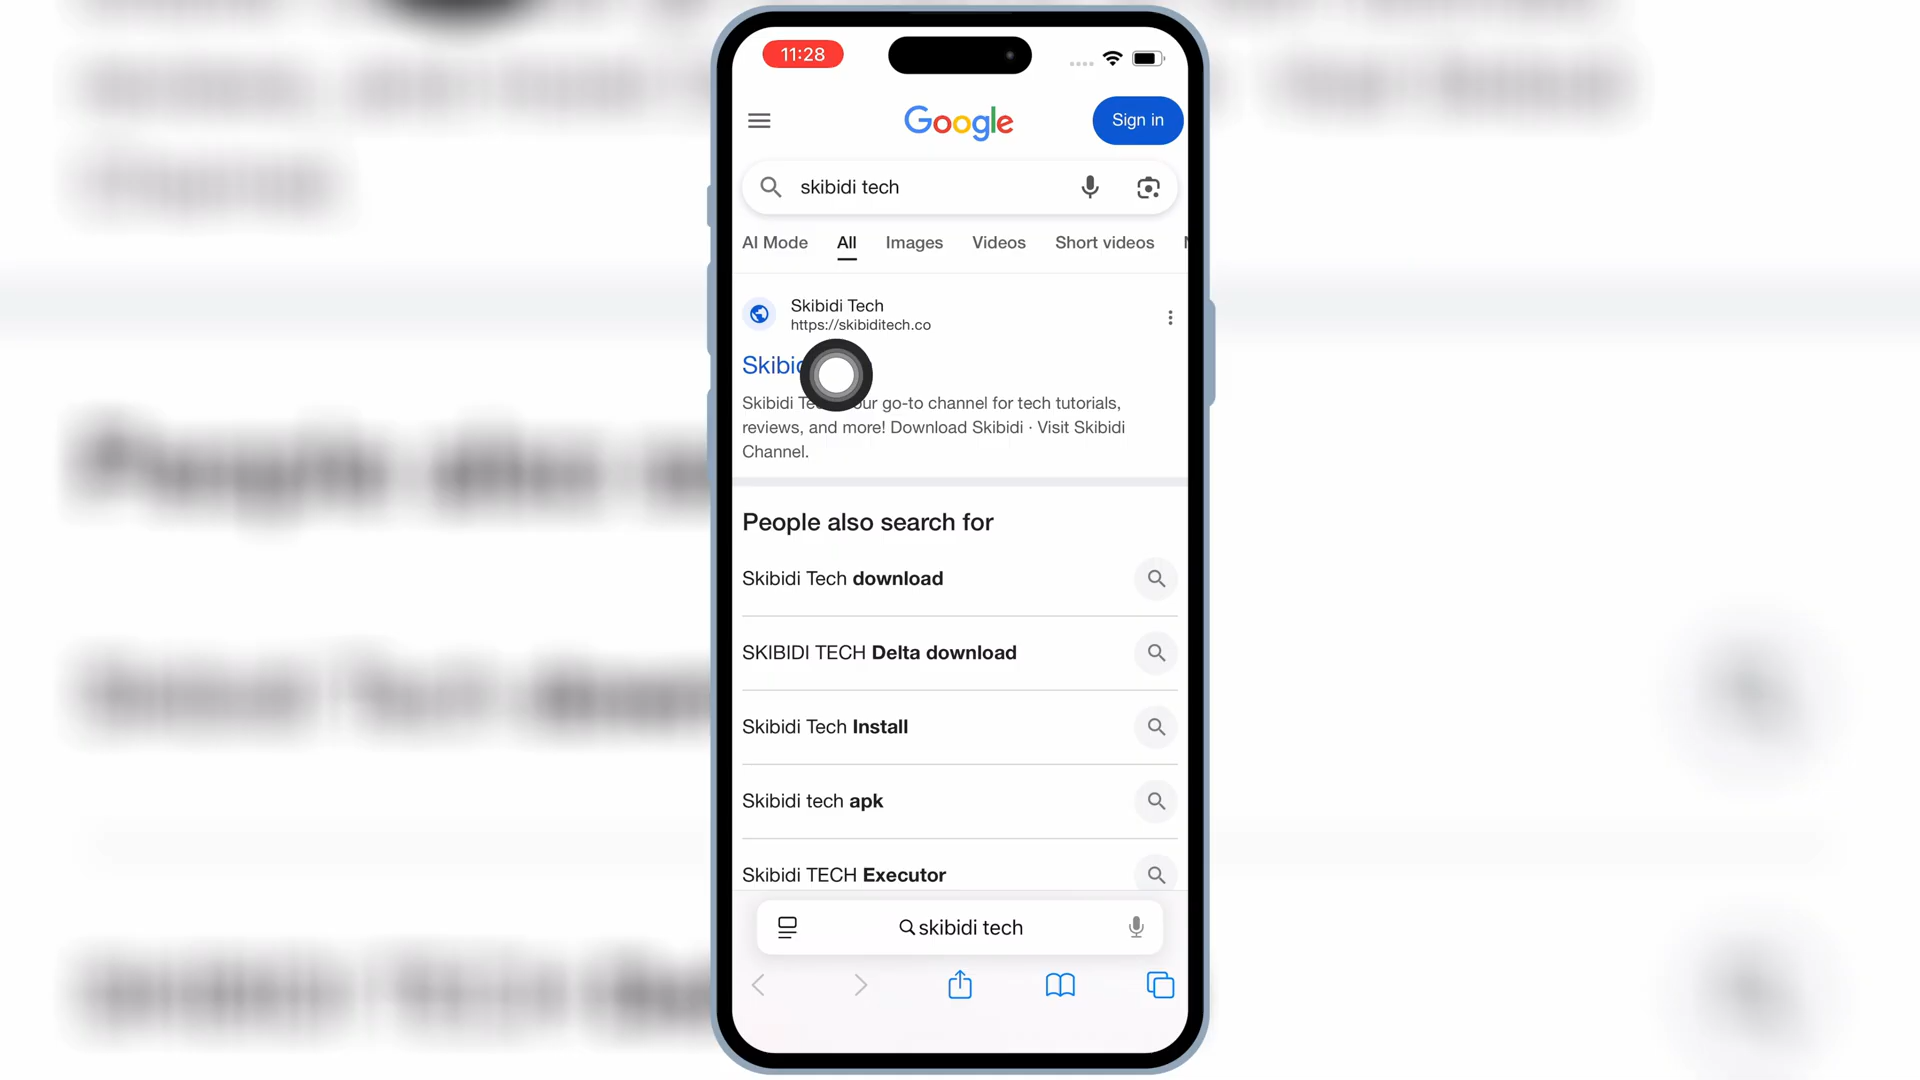 11:28
Google
Sign in
skibidi tech
AI Mode All Images Videos Short videos
Skibidi Tech
https://skibiditech.co
Skibidi Te our go-to channel for tech tutorials,
reviews, and more! Download Skibidi · Visit Skibidi
Channel.
People also search for
Skibidi Tech download
SKIBIDI TECH Delta download
Skibidi Tech Install
Skibidi tech apk
Skibidi TECH Executor
skibidi tech